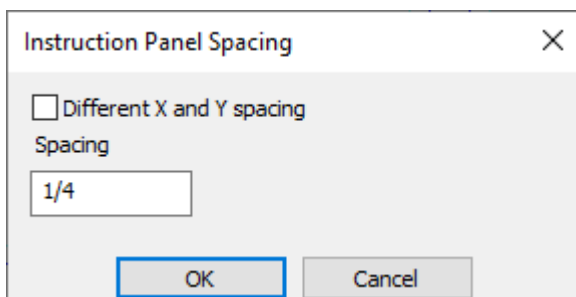 Instruction Panel Spacing
Different X and Y spacing
Spacing
1/4
OK Cancel